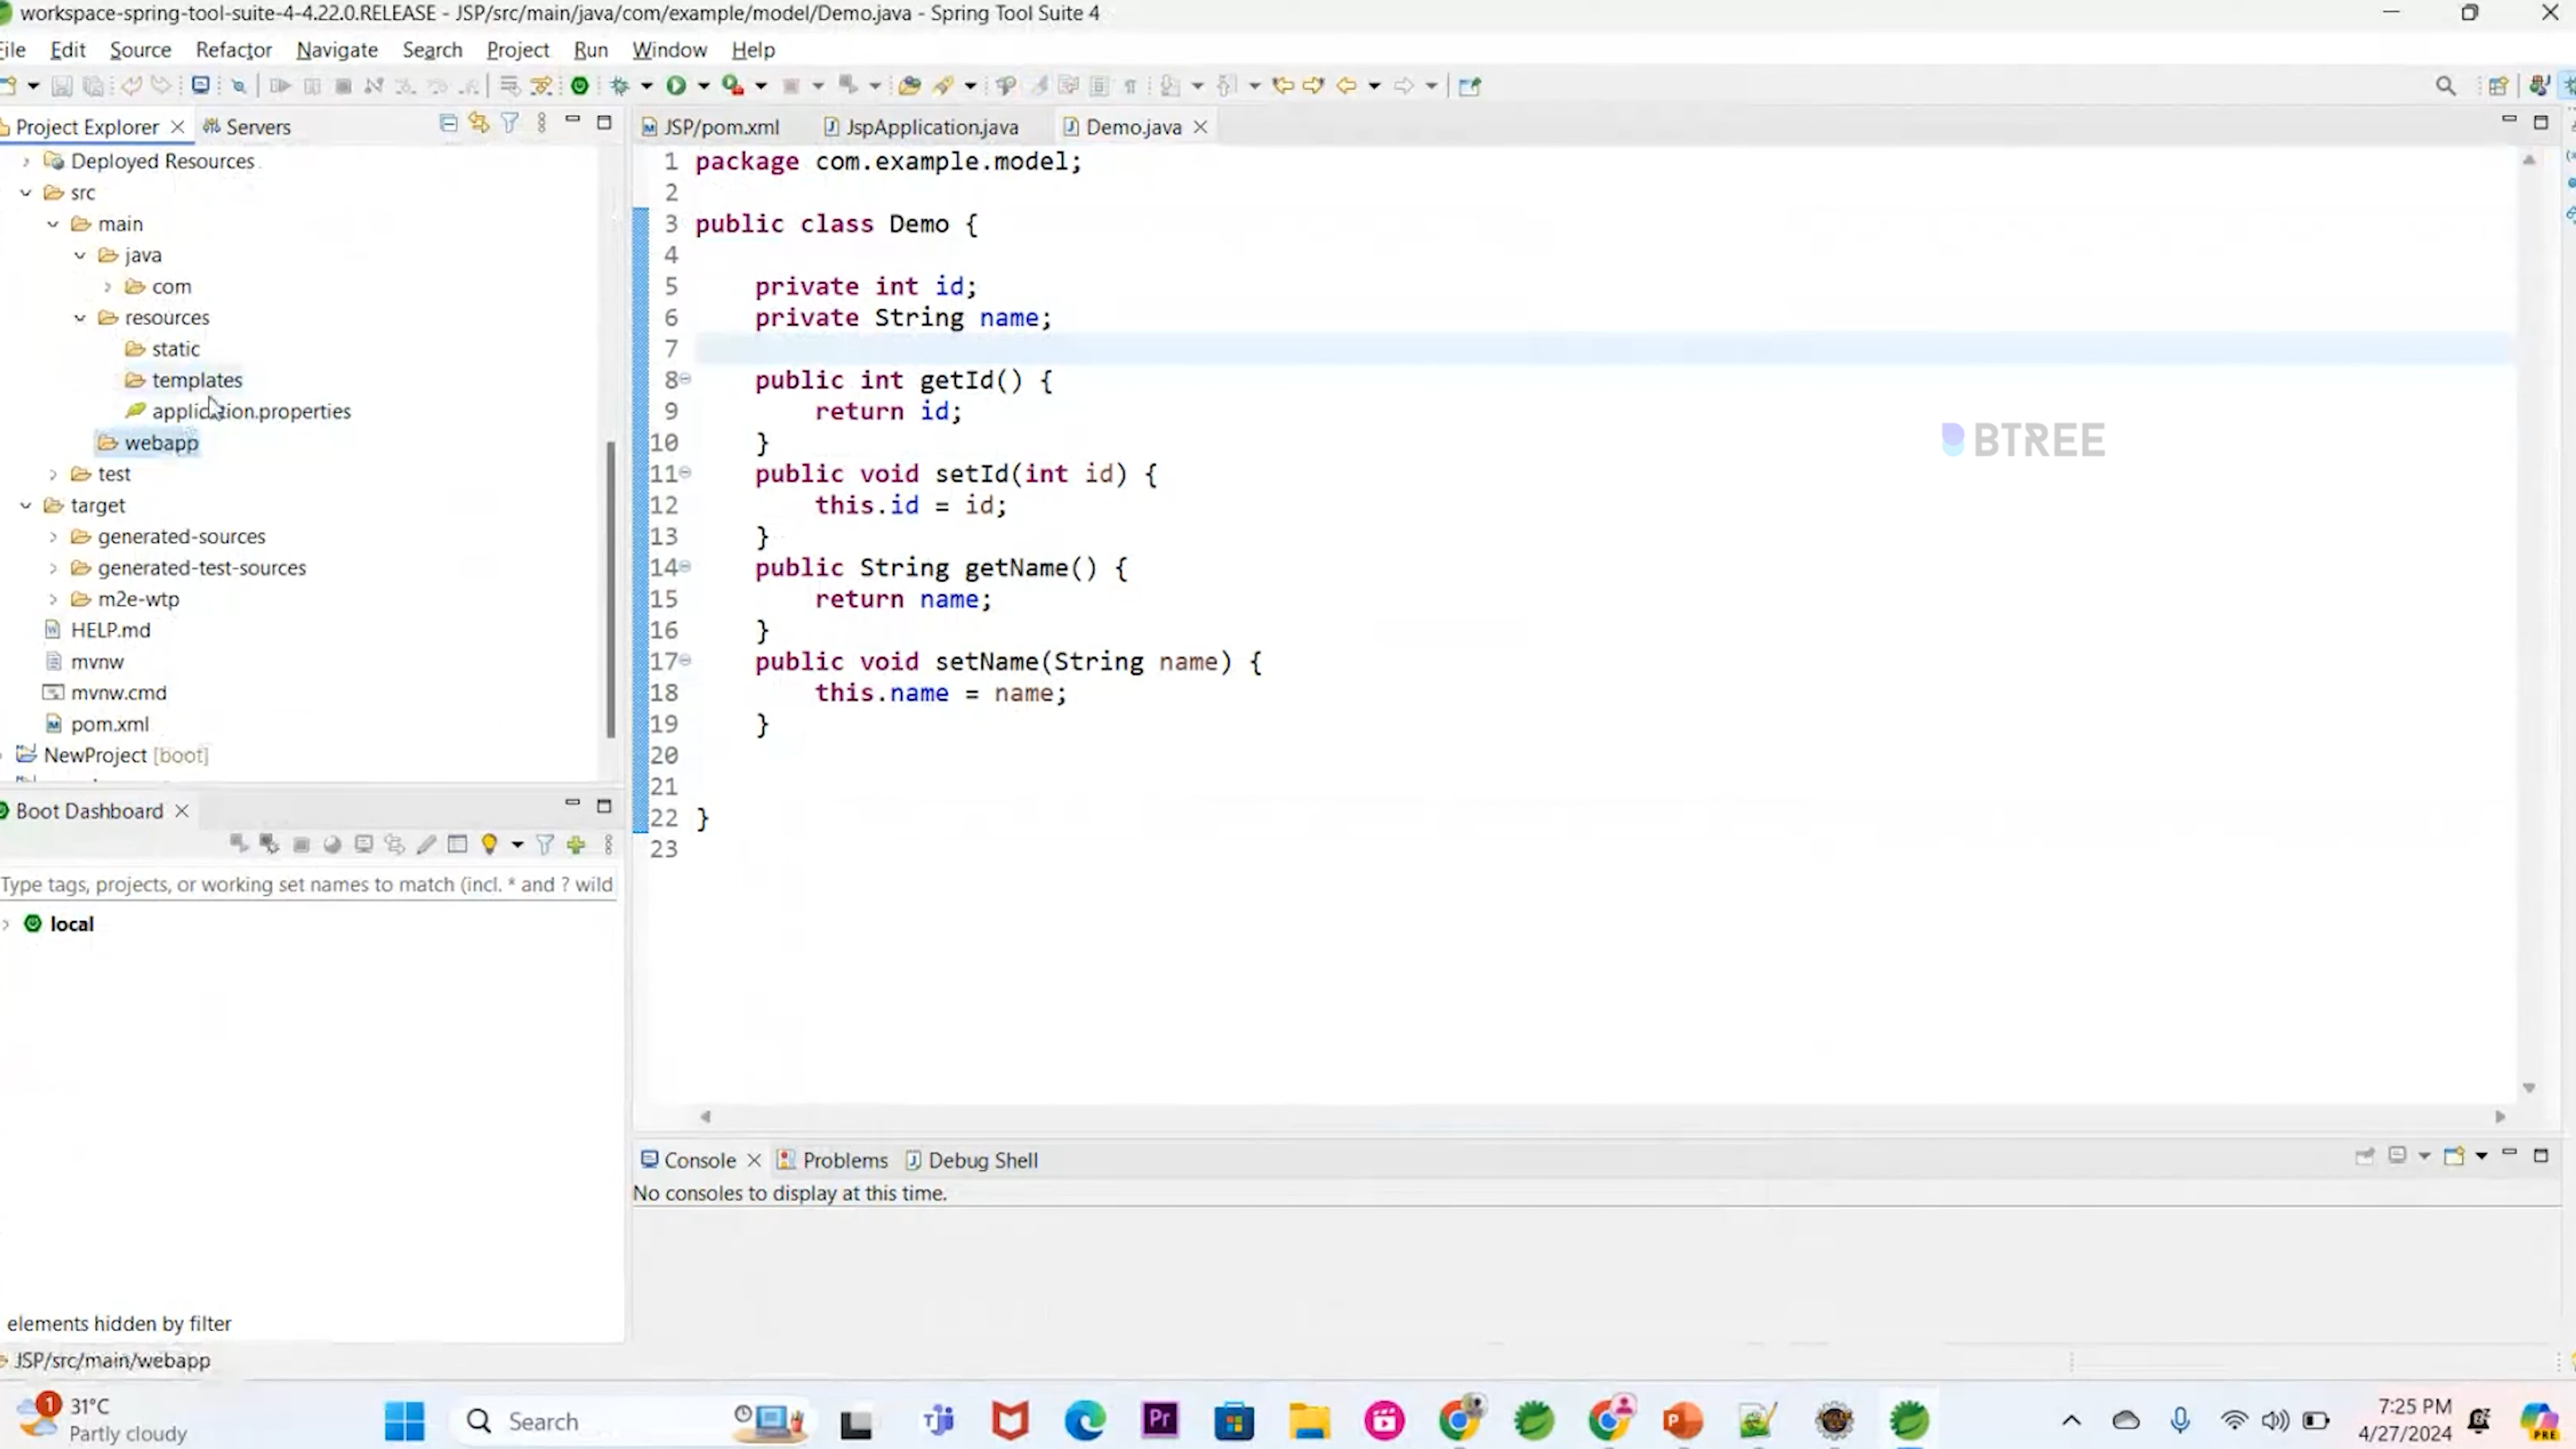 workspace-spring-tool-suite-4-4.22.0.RELEASE - JSP/src/main/java/com/example/model/Demo.java - Spring Tool Suite 4
File Edit Source Refactor Navigate Search Project Run Window Help
Project Explorer Servers
JSP/pom.xml JspApplication.java Demo.java
Deployed Resources
src
main
java
com
resources
static
templates
application.properties
webapp
test
target
generated-sources
generated-test-sources
m2e-wtp
HELP.md
mvnw
mvnw.cmd
pom.xml
NewProject [boot]
1 package com.example.model;
2
3 public class Demo {
4
5 private int id;
6 private String name;
7
8 public int getId() {
9 return id;
10 }
11 public void setId(int id) {
12 this.id = id;
13 }
14 public String getName() {
15 return name;
16 }
17 public void setName(String name) {
18 this.name = name;
19 }
20
21
22 }
23
BTREE
Boot Dashboard
Type tags, projects, or working set names to match (incl. * and ? wild
local
elements hidden by filter
Console Problems Debug Shell
No consoles to display at this time.
JSP/src/main/webapp
1
31°C
Partly cloudy
Search
Pr
PRE
7:25 PM
4/27/2024